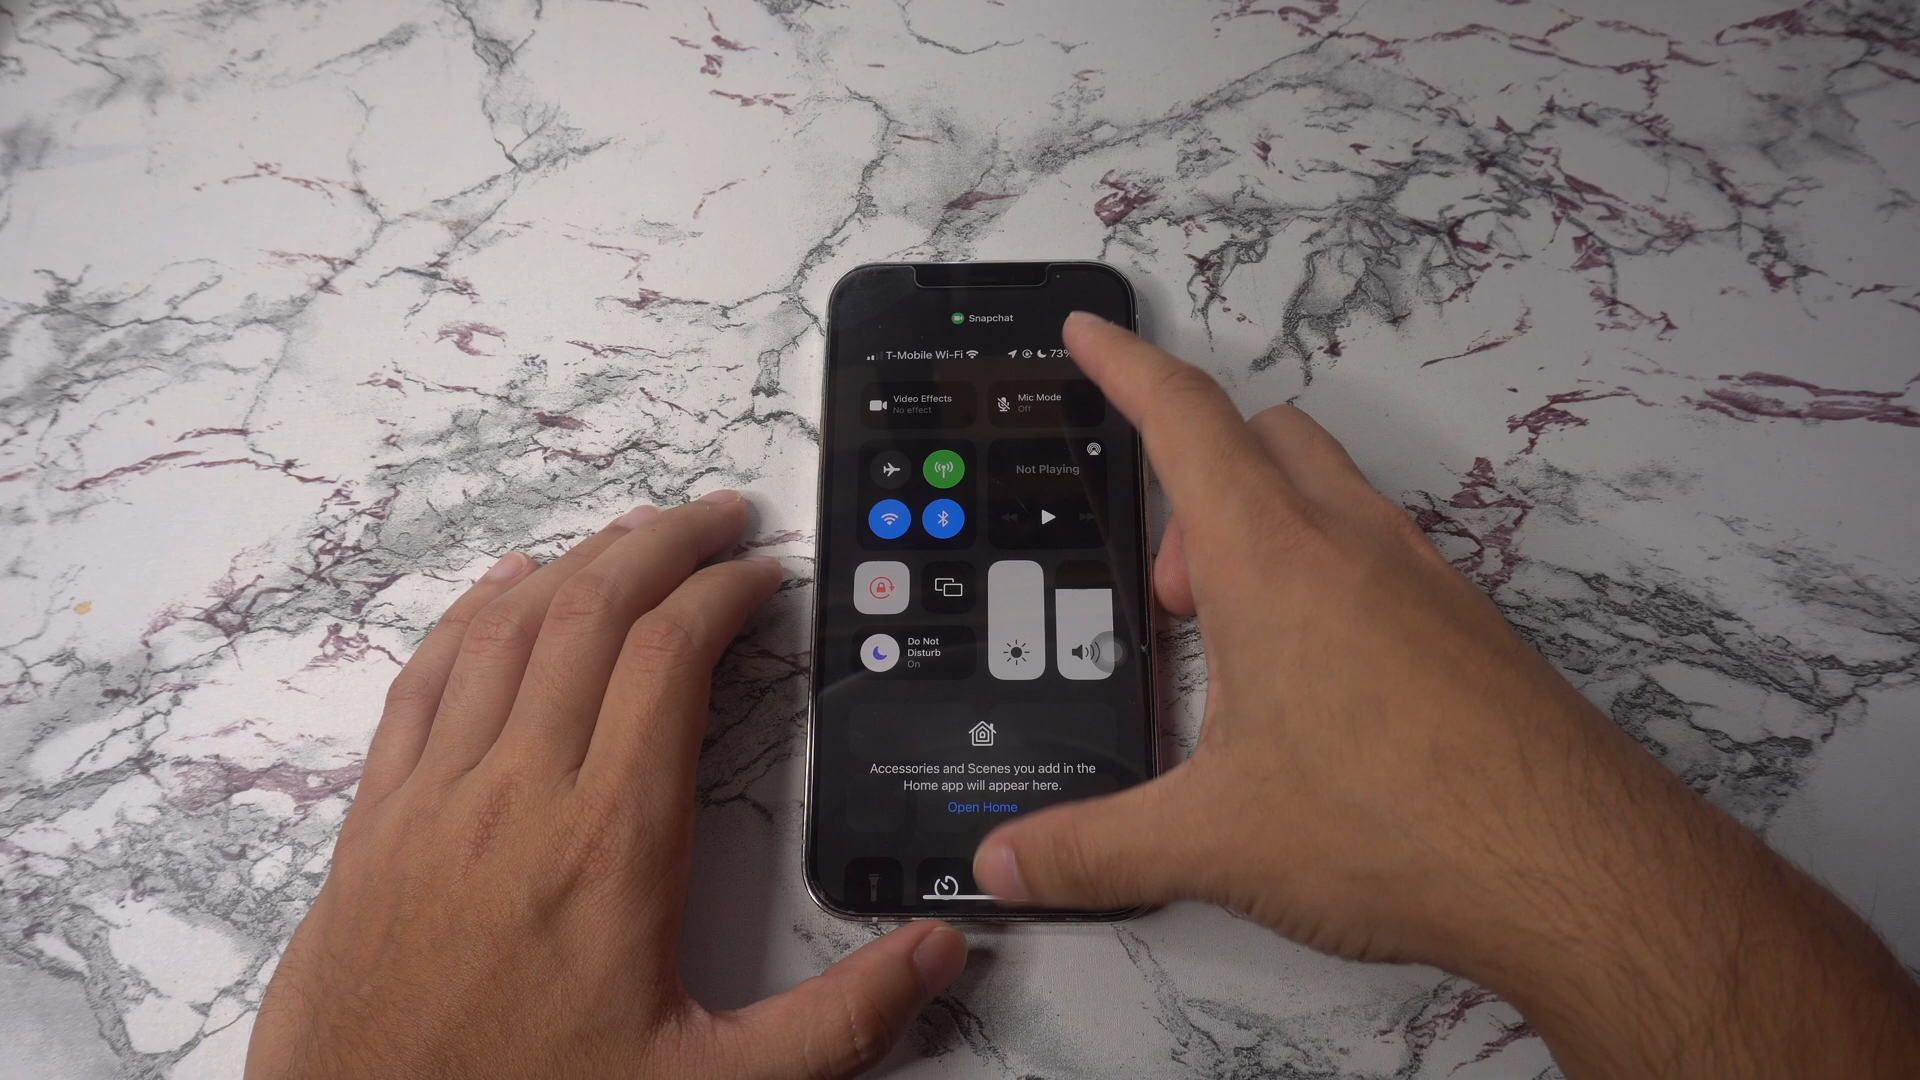 Snapchat
T-Mobile Wi-Fi 73%
Video Effects
No effect
Mic Mode
Off
Not Playing
Do Not
Disturb
On
Accessories and Scenes you add in the
Home app will appear here.
Open Home